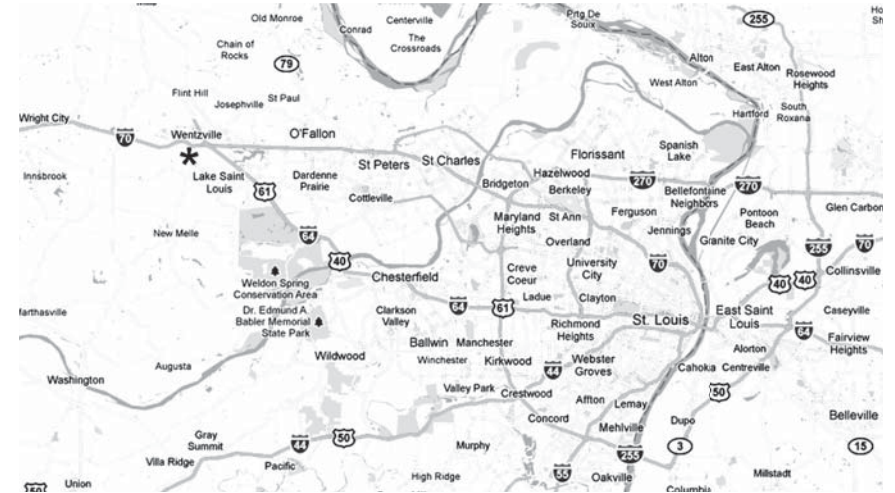 Old Monroe
Centerville
Prtg De
Sioux
255
Conrad
The
Crossroads
Chain of
Rocks
79
Alton
East Alton
Rosewood
Heights
West Alton
Flint Hill
St Paul
Josephville
Hartford
South
Roxana
Wright City
70
Wentzville
O'Fallon
*
St Peters
St Charles
Florissant
Spanish
Lake
Innsbrook
Lake Saint
Louis
61
Dardenne
Prairie
Cottleville
Bridgeton
Hazelwood
Berkeley
270
Bellefontaine
Neighbors
270
Glen Carbon
Maryland
Heights
St Ann
Ferguson
Jennings
Pontoon
Beach
Granite City
New Melle
64
40
Overland
255
70
Weldon Spring
Conservation Area
Chesterfield
Creve
Coeur
University
City
70
40
40
Collinsville
Marthasville
Dr. Edmund A.
Babler Memorial
State Park
Clarkson
Valley
64
61
Ladue
Clayton
St. Louis
East Saint
Louis
Caseyville
64
Fairview
Heights
Wildwood
Ballwin
Manchester
Winchester
Kirkwood
Richmond
Heights
Webster
Groves
44
Alorton
Cahokia
Centreville
Augusta
Washington
Valley Park
Crestwood
Affton
Lemay
50
Concord
Mehlville
Dupo
Belleville
Gray
Summit
44
50
Murphy
255
3
15
Villa Ridge
Pacific
High Ridge
55
Oakville
Millstadt
Columbia
Union
50